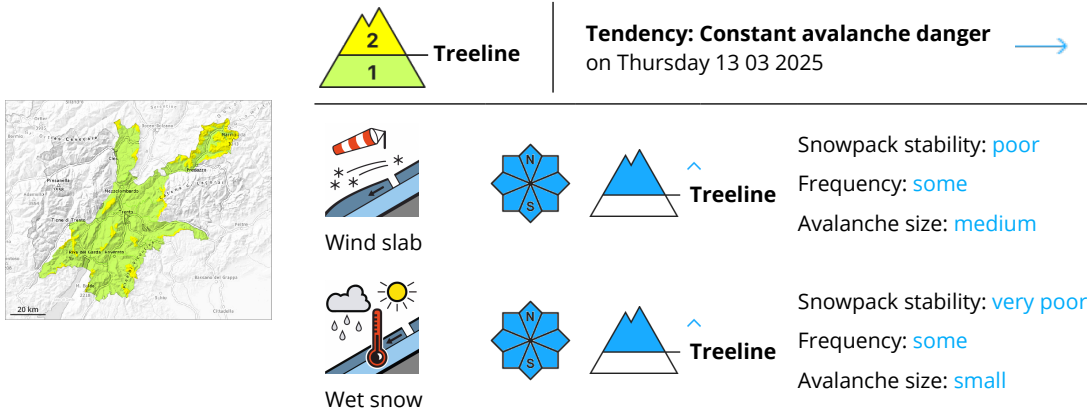 2
Treeline
1
Tendency: Constant avalanche danger
on Thursday 13 03 2025
20 km
N
S
Treeline
Snowpack stability: poor
Frequency: some
Avalanche size: medium
Wind slab
N
S
Treeline
Snowpack stability: very poor
Frequency: some
Avalanche size: small
Wet snow